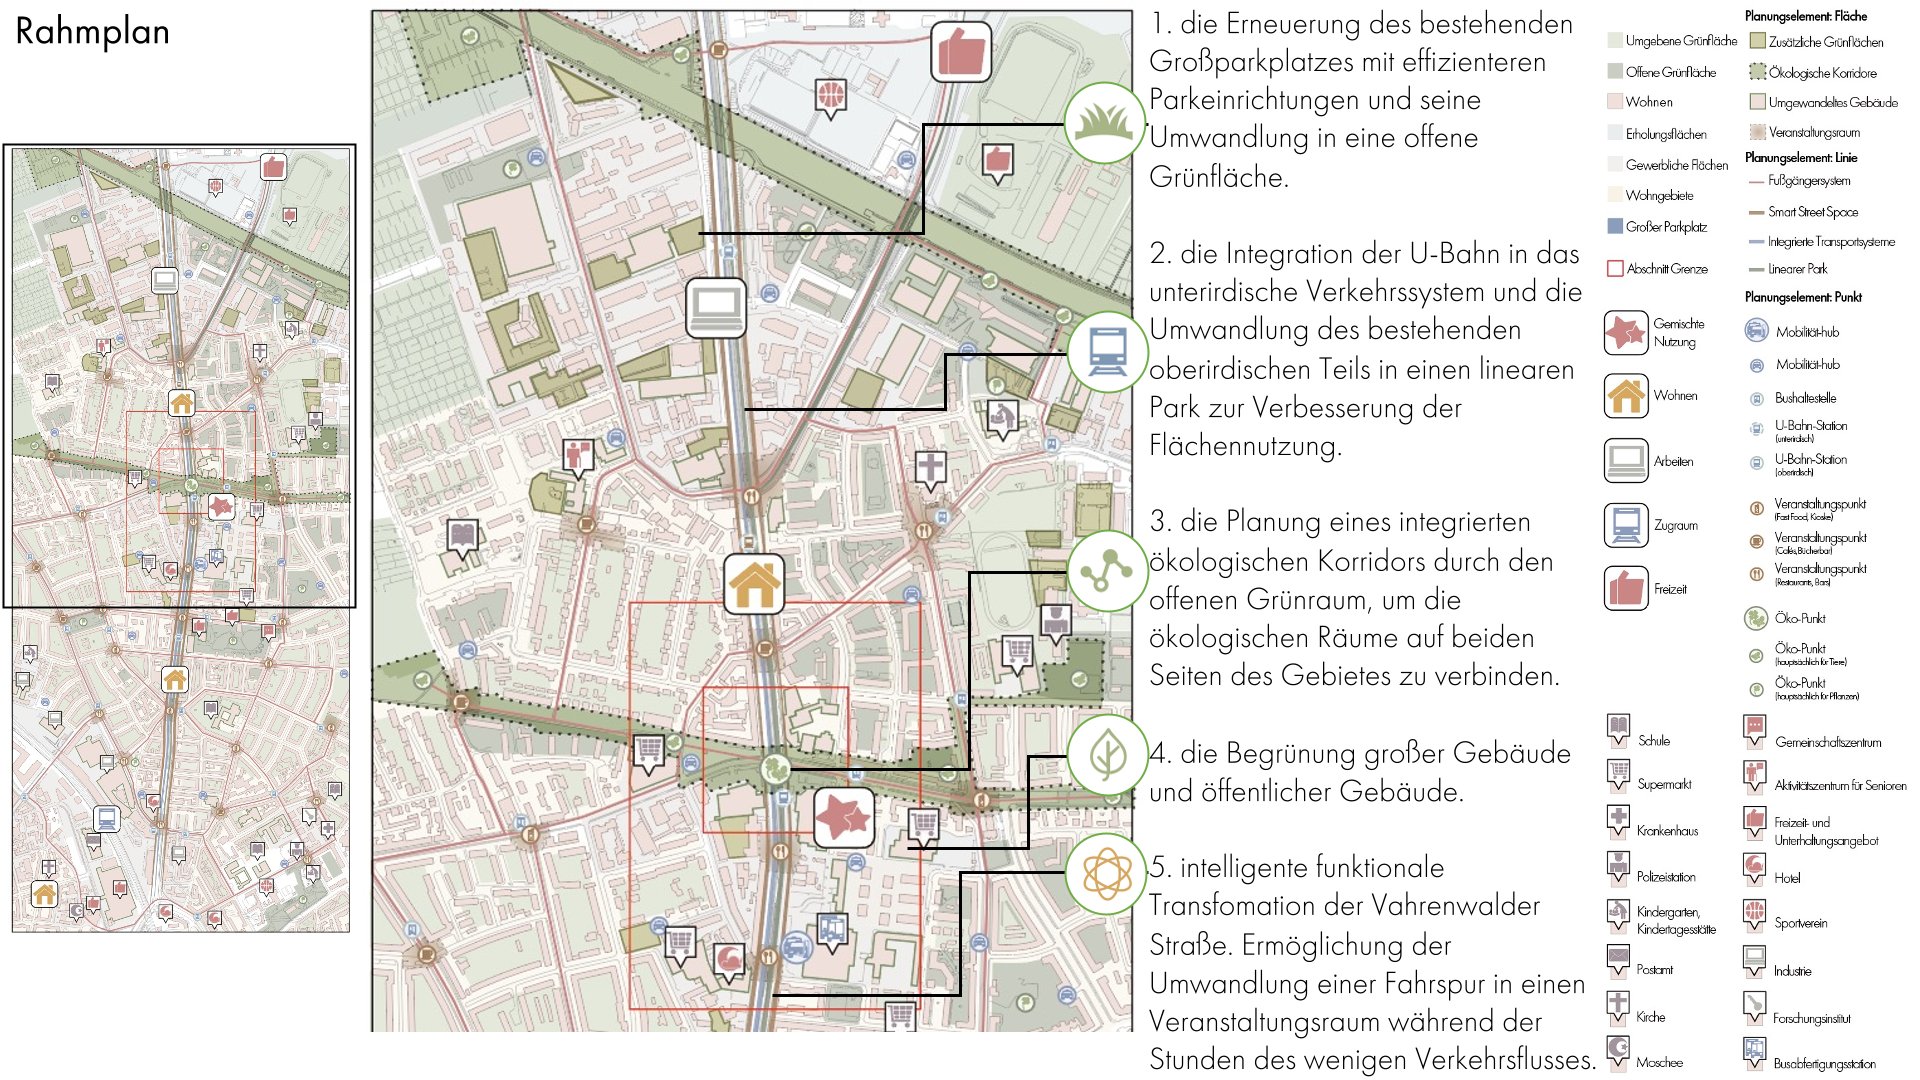 Rahmplan
1. die Erneuerung des bestehenden
Großparkplatzes mit effizienteren
Parkeinrichtungen und seine
Umwandlung in eine offene
Grünfläche.
2. die Integration der U-Bahn in das
unterirdische Verkehrssystem und die
Umwandlung des bestehenden
oberirdischen Teils in einen linearen
Park zur Verbesserung der
Flächennutzung.
3. die Planung eines integrierten
ökologischen Korridors durch den
offenen Grünraum, um die
ökologischen Räume auf beiden
Seiten des Gebietes zu verbinden.
4. die Begrünung großer Gebäude
und öffentlicher Gebäude.
5. intelligente funktionale
Transfomation der Vahrenwalder
Straße. Ermöglichung der
Umwandlung einer Fahrspur in einen
Veranstaltungsraum während der
Stunden des wenigen Verkehrsflusses.
Umgebene Grünfläche
Offene Grünfläche
Wohnen
Erholungsflächen
Gewerbliche Flächen
Wohngebiete
Großer Parkplatz
Abschnitt Grenze
Gemischte
Nutzung
Wohnen
Arbeiten
Zugraum
Freizeit
Schule
Supermarkt
Krankenhaus
Polizeistation
Kindergarten,
Kindertagesstätte
Postamt
Kirche
Moschee
Planungselement: Fläche
Zusätzliche Grünflächen
Ökologische Korridore
Umgewandeltes Gebäude
Veranstaltungsraum
Planungselement: Linie
Fußgängersystem
Smart Street Space
Integrierte Transportsysteme
Linearer Park
Planungselement: Punkt
Mobilität-hub
Mobilität-hub
Bushaltestelle
U-Bahn-Station
(unterirdisch)
U-Bahn-Station
(oberirdisch)
Veranstaltungspunkt
(Fast Food, Kioske)
Veranstaltungspunkt
(Cafés,Bücherbar)
Veranstaltungspunkt
(Restaurants, Bars)
Öko-Punkt
Öko-Punkt
(hauptsächlich für Tiere)
Öko-Punkt
(hauptsächlich für Pflanzen)
Gemeinschaftszentrum
Aktivitätszentrum für Senioren
Freizeit- und
Unterhaltungsangebot
Hotel
Sportverein
Industrie
Forschungsinstitut
Busabfertigungsstation